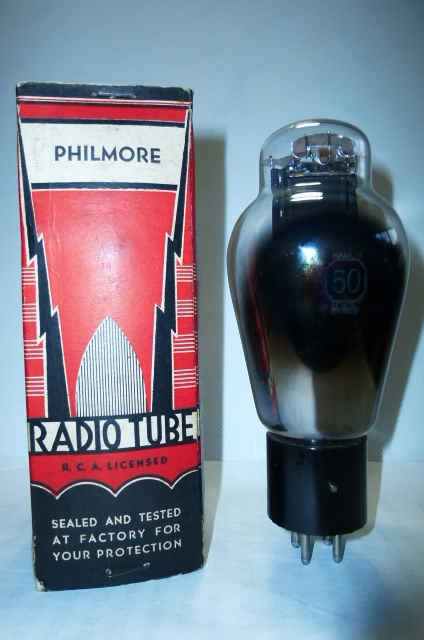 PHILMORE
RADIO TUBE
R.C.A. LICENSED
SEALED AND TESTED
AT FACTORY FOR
YOUR PROTECTION
50